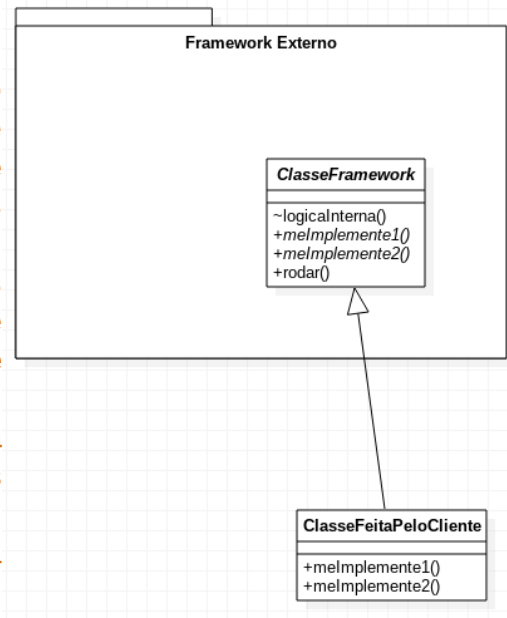 Framework Externo
ClasseFramework
~logicaInterna()
+meImplemente1()
+meImplemente2()
+rodar()
ClasseFeitaPeloCliente
+meImplemente1()
+meImplemente2()